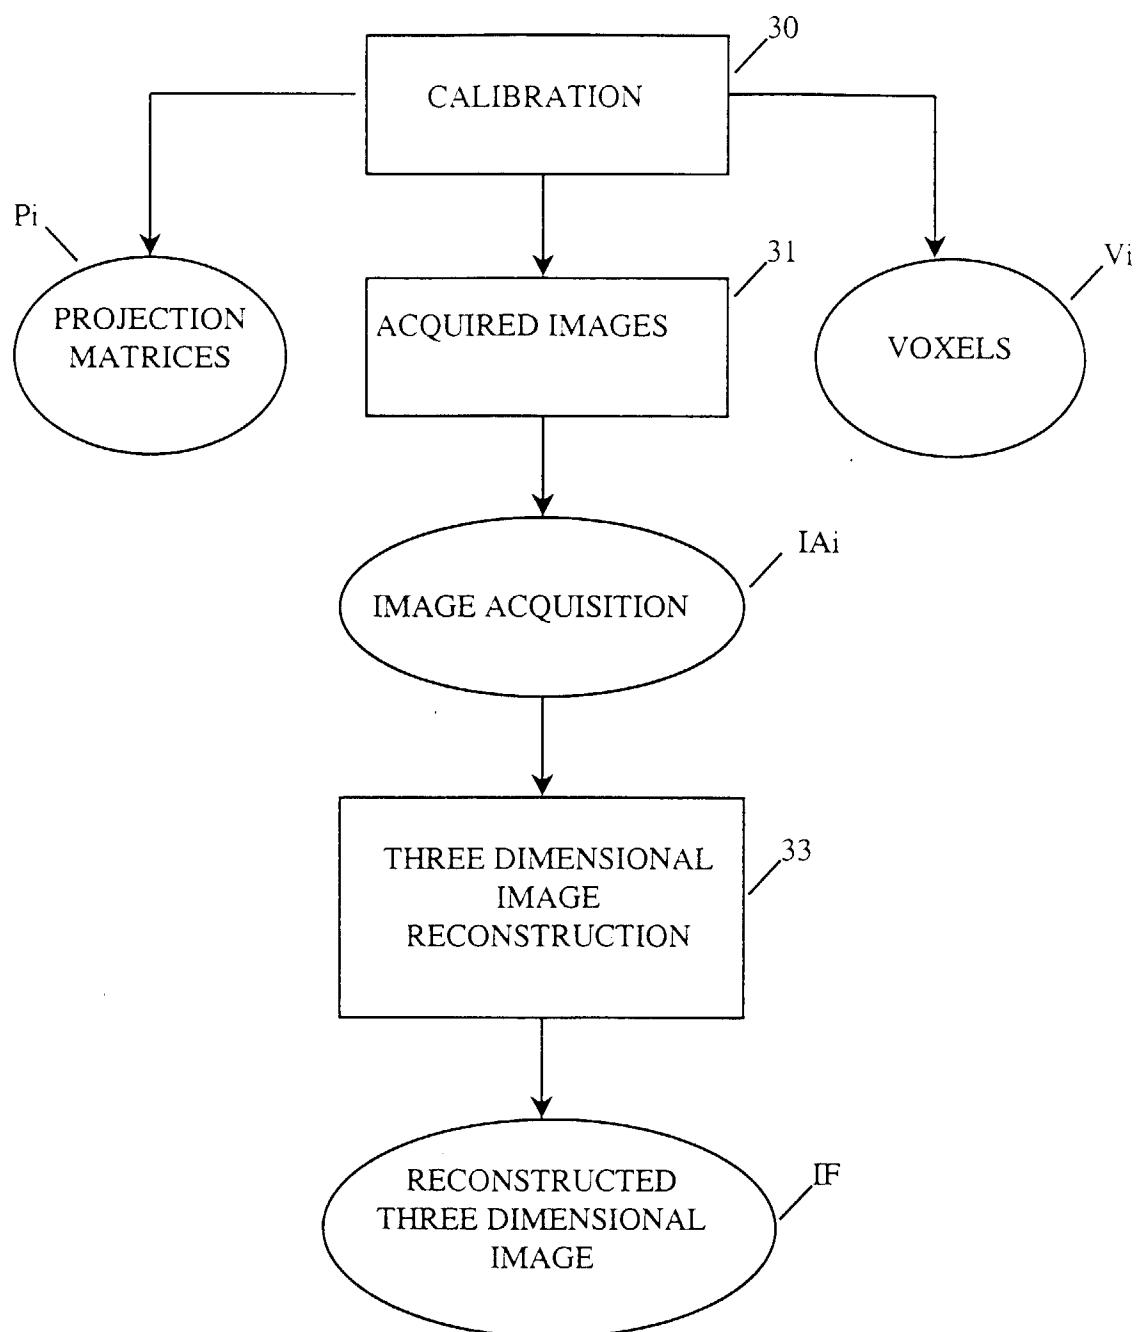 30
CALIBRATION
Pi
31
Vi
PROJECTION
MATRICES
ACQUIRED IMAGES
VOXELS
IAi
IMAGE ACQUISITION
33
THREE DIMENSIONAL
IMAGE
RECONSTRUCTION
IF
RECONSTRUCTED
THREE DIMENSIONAL
IMAGE